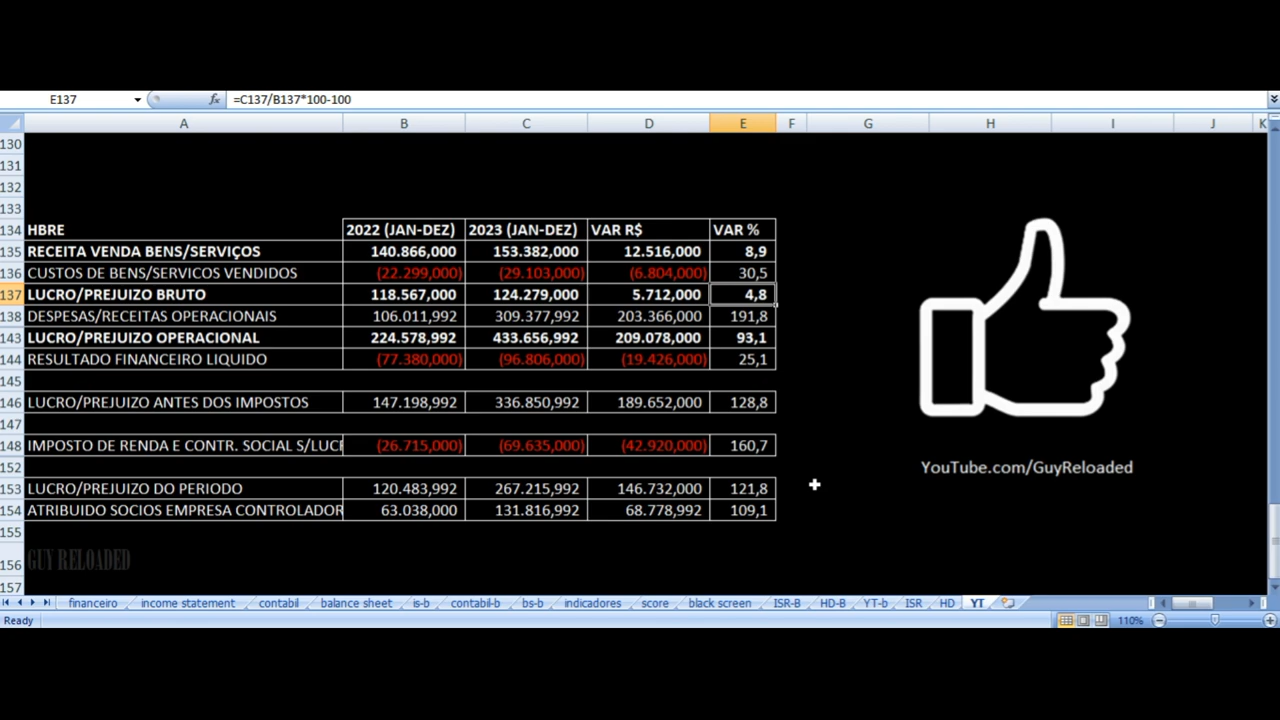 E137 fx =C137/B137*100-100
A B C D E F G H I J K
130
131
132
133
134 HBRE 2022 (JAN-DEZ) 2023 (JAN-DEZ) VAR R$ VAR %
135 RECEITA VENDA BENS/SERVIÇOS 140.866,000 153.382,000 12.516,000 8,9
136 CUSTOS DE BENS/SERVICOS VENDIDOS (22.299,000) (29.103,000) (6.804,000) 30,5
137 LUCRO/PREJUIZO BRUTO 118.567,000 124.279,000 5.712,000 4,8
138 DESPESAS/RECEITAS OPERACIONAIS 106.011,992 309.377,992 203.366,000 191,8
143 LUCRO/PREJUIZO OPERACIONAL 224.578,992 433.656,992 209.078,000 93,1
144 RESULTADO FINANCEIRO LIQUIDO (77.380,000) (96.806,000) (19.426,000) 25,1
145
146 LUCRO/PREJUIZO ANTES DOS IMPOSTOS 147.198,992 336.850,992 189.652,000 128,8
147
148 IMPOSTO DE RENDA E CONTR. SOCIAL S/LUCR (26.715,000) (69.635,000) (42.920,000) 160,7
152
153 LUCRO/PREJUIZO DO PERIODO 120.483,992 267.215,992 146.732,000 121,8
154 ATRIBUIDO SOCIOS EMPRESA CONTROLADOR 63.038,000 131.816,992 68.778,992 109,1
155
156 GUY RELOADED
157
YouTube.com/GuyReloaded
financeiro income statement contabil balance sheet is-b contabil-b bs-b indicadores score black screen ISR-B HD-B YT-b ISR HD YT
Ready 110%